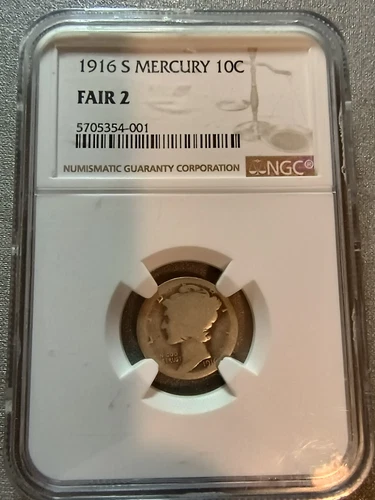 1916 S MERCURY 10C
FAIR 2
5705354-001
NUMISMATIC GUARANTY CORPORATION NGC®